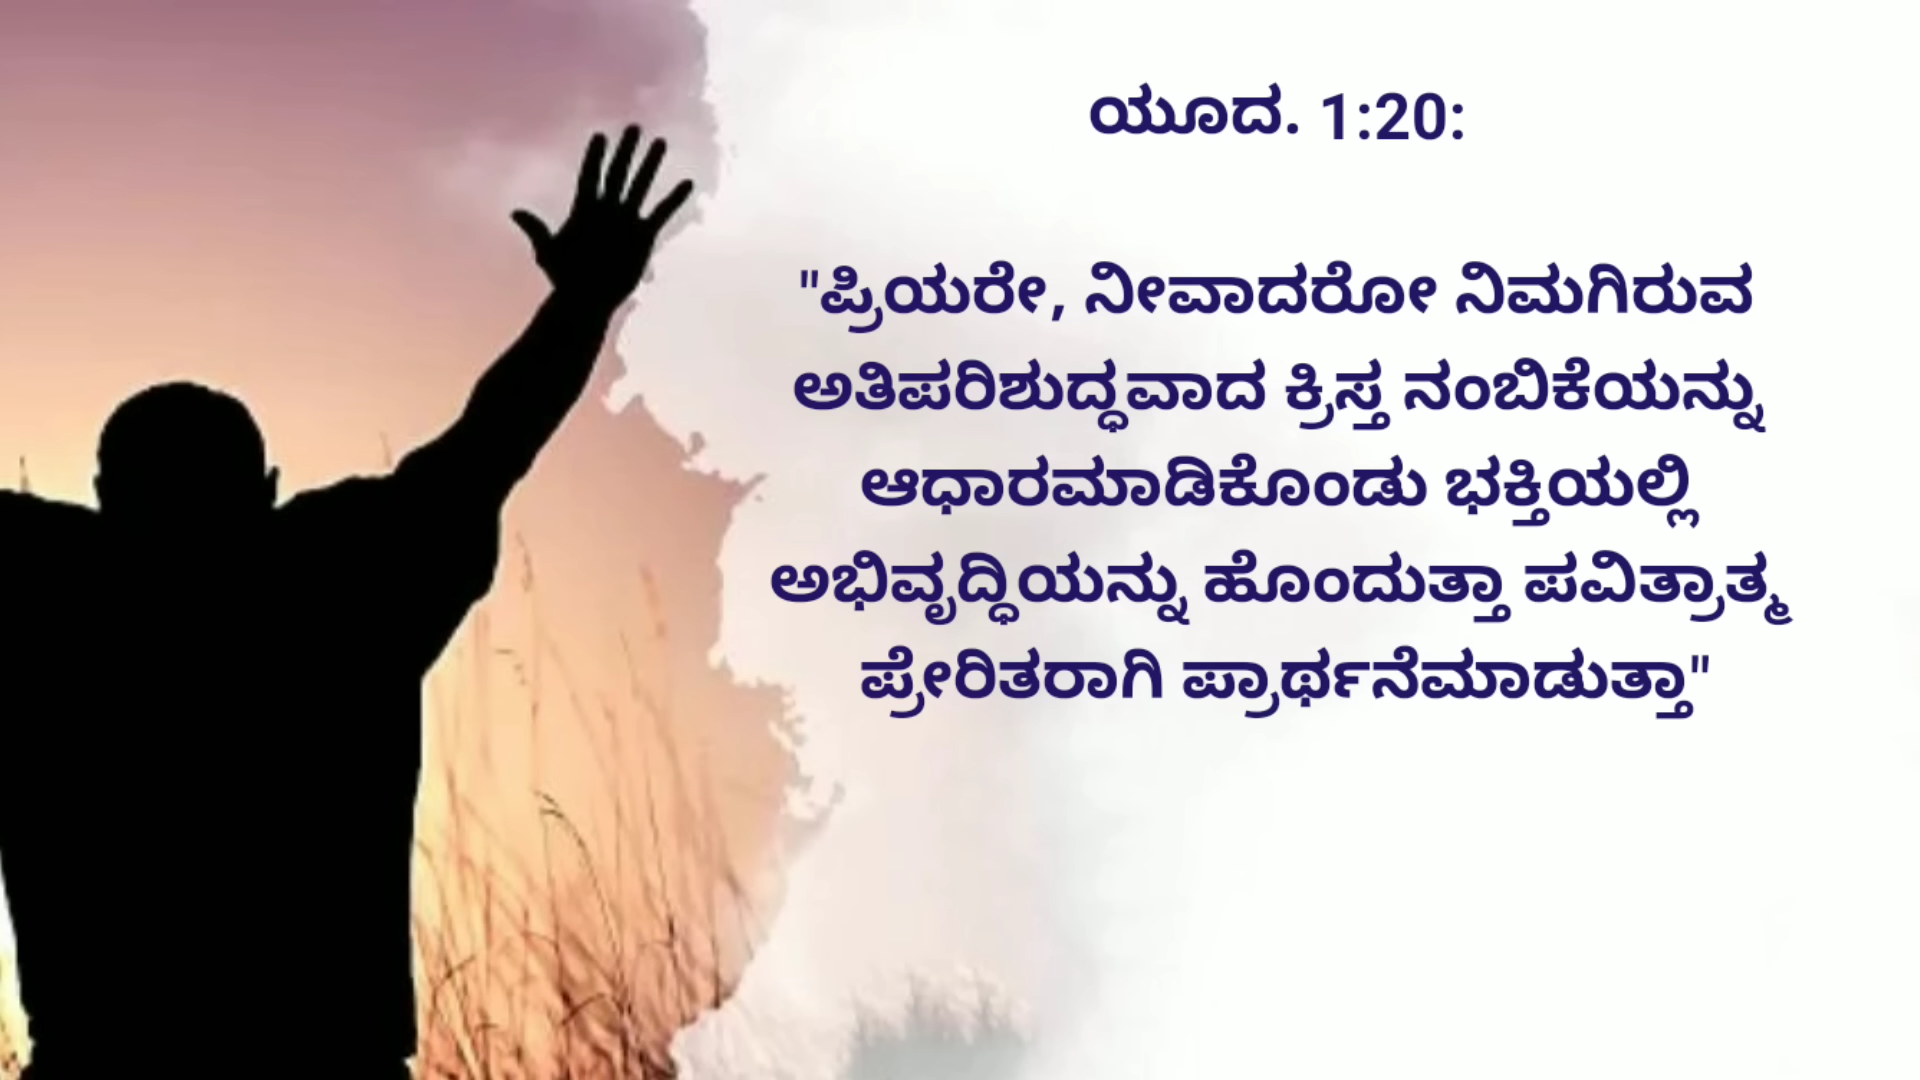 ಯೂದ. 1:20:
"ಪ್ರಿಯರೇ, ನೀವಾದರೋ ನಿಮಗಿರುವ
ಅತಿಪರಿಶುದ್ಧವಾದ ಕ್ರಿಸ್ತ ನಂಬಿಕೆಯನ್ನು
ಆಧಾರಮಾಡಿಕೊಂಡು ಭಕ್ತಿಯಲ್ಲಿ
ಅಭಿವೃದ್ಧಿಯನ್ನು ಹೊಂದುತ್ತಾ ಪವಿತ್ರಾತ್ಮ
ಪ್ರೇರಿತರಾಗಿ ಪ್ರಾರ್ಥನೆಮಾಡುತ್ತಾ"